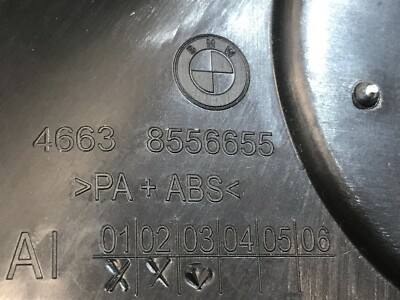 BMW
4663 8556655
>PA + ABS<
AI 01 02 03 04 05 06